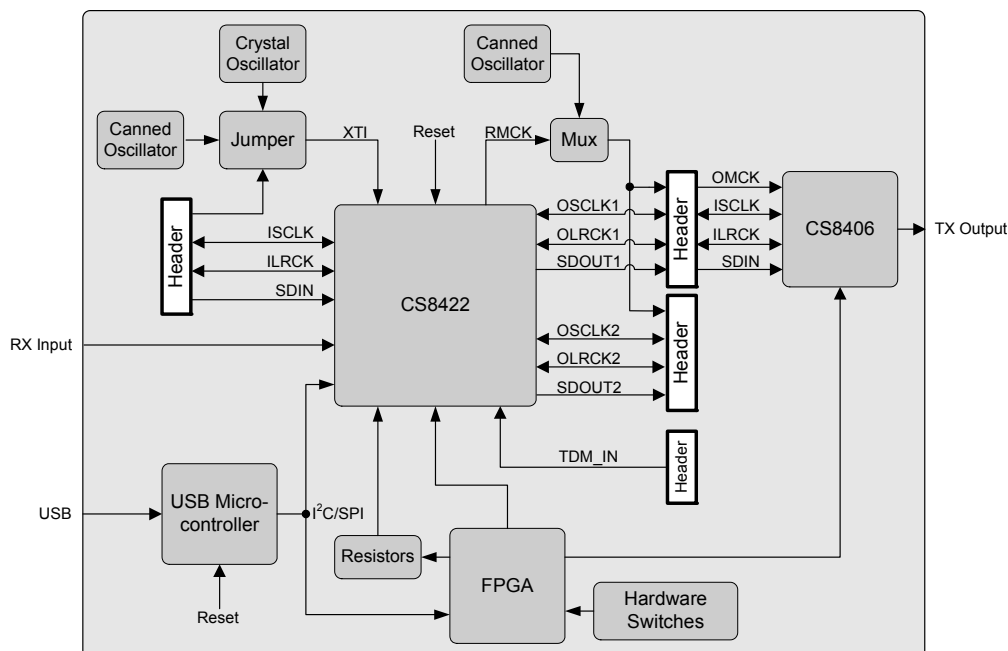 Crystal
Oscillator
Canned
Oscillator
Canned
Oscillator
Jumper
XTI
Reset
RMCK
Mux
Header
ISCLK
ILRCK
SDIN
CS8422
OSCLK1
OLRCK1
SDOUT1
Header
OMCK
ISCLK
ILRCK
SDIN
CS8406
TX Output
RX Input
OSCLK2
OLRCK2
SDOUT2
Header
TDM_IN
Header
USB
USB Micro-
controller
I²C/SPI
Reset
Resistors
FPGA
Hardware
Switches